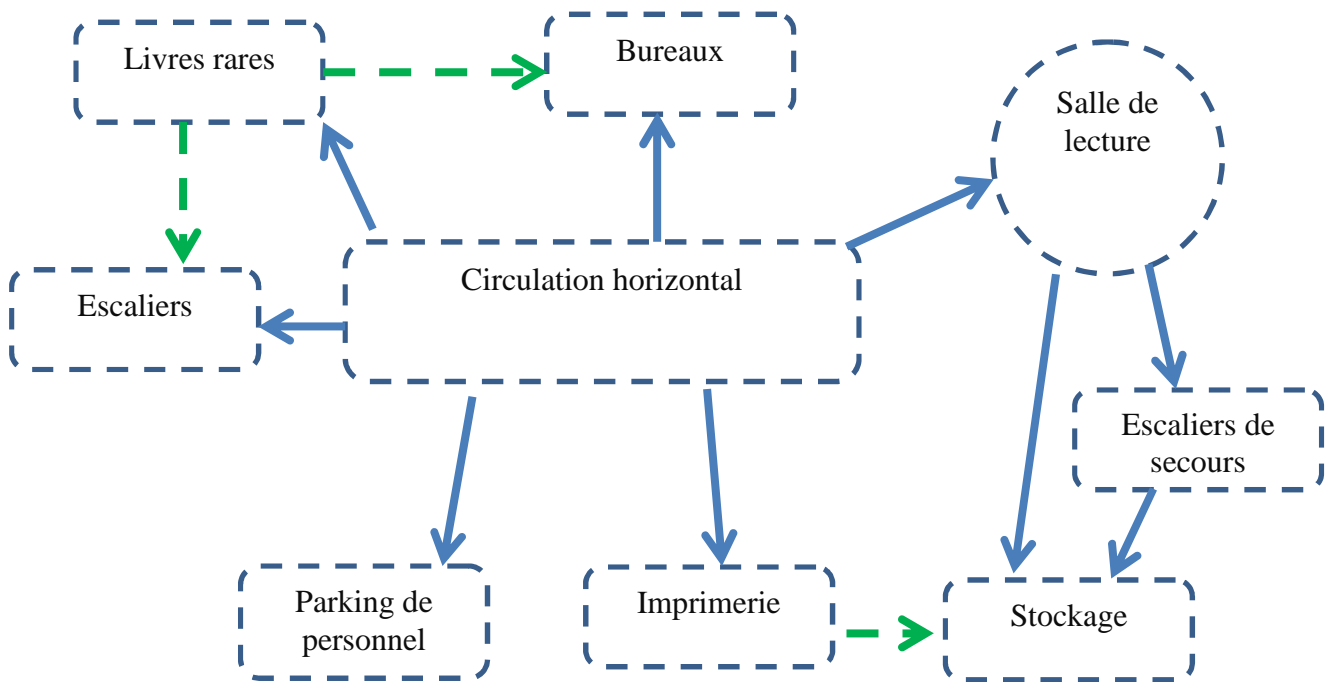 Livres rares
Bureaux
Salle de
lecture
Circulation horizontal
Escaliers
Escaliers de
secours
Parking de
personnel
Imprimerie
Stockage